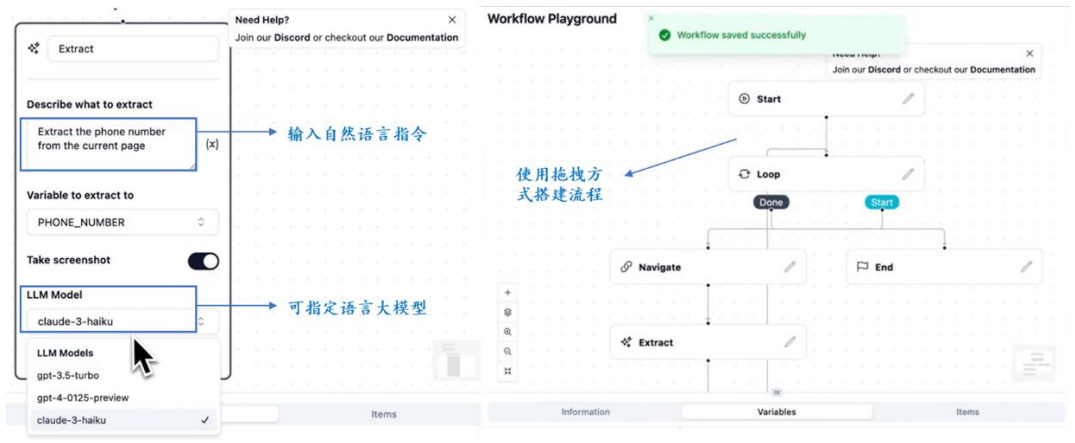 Need Help?
Join our Discord or checkout our Documentation
Extract
Describe what to extract
Extract the phone number
from the current page
(x)
输入自然语言指令
Variable to extract to
PHONE_NUMBER
Take screenshot
LLM Model
claude-3-haiku
可指定语言大模型
LLM Models
gpt-3.5-turbo
gpt-4-0125-preview
claude-3-haiku
Items
Workflow Playground
Workflow saved successfully
Need Help?
Join our Discord or checkout our Documentation
Start
使用拖拽方
式搭建流程
Loop
Done
Start
Navigate
End
Extract
Information
Variables
Items